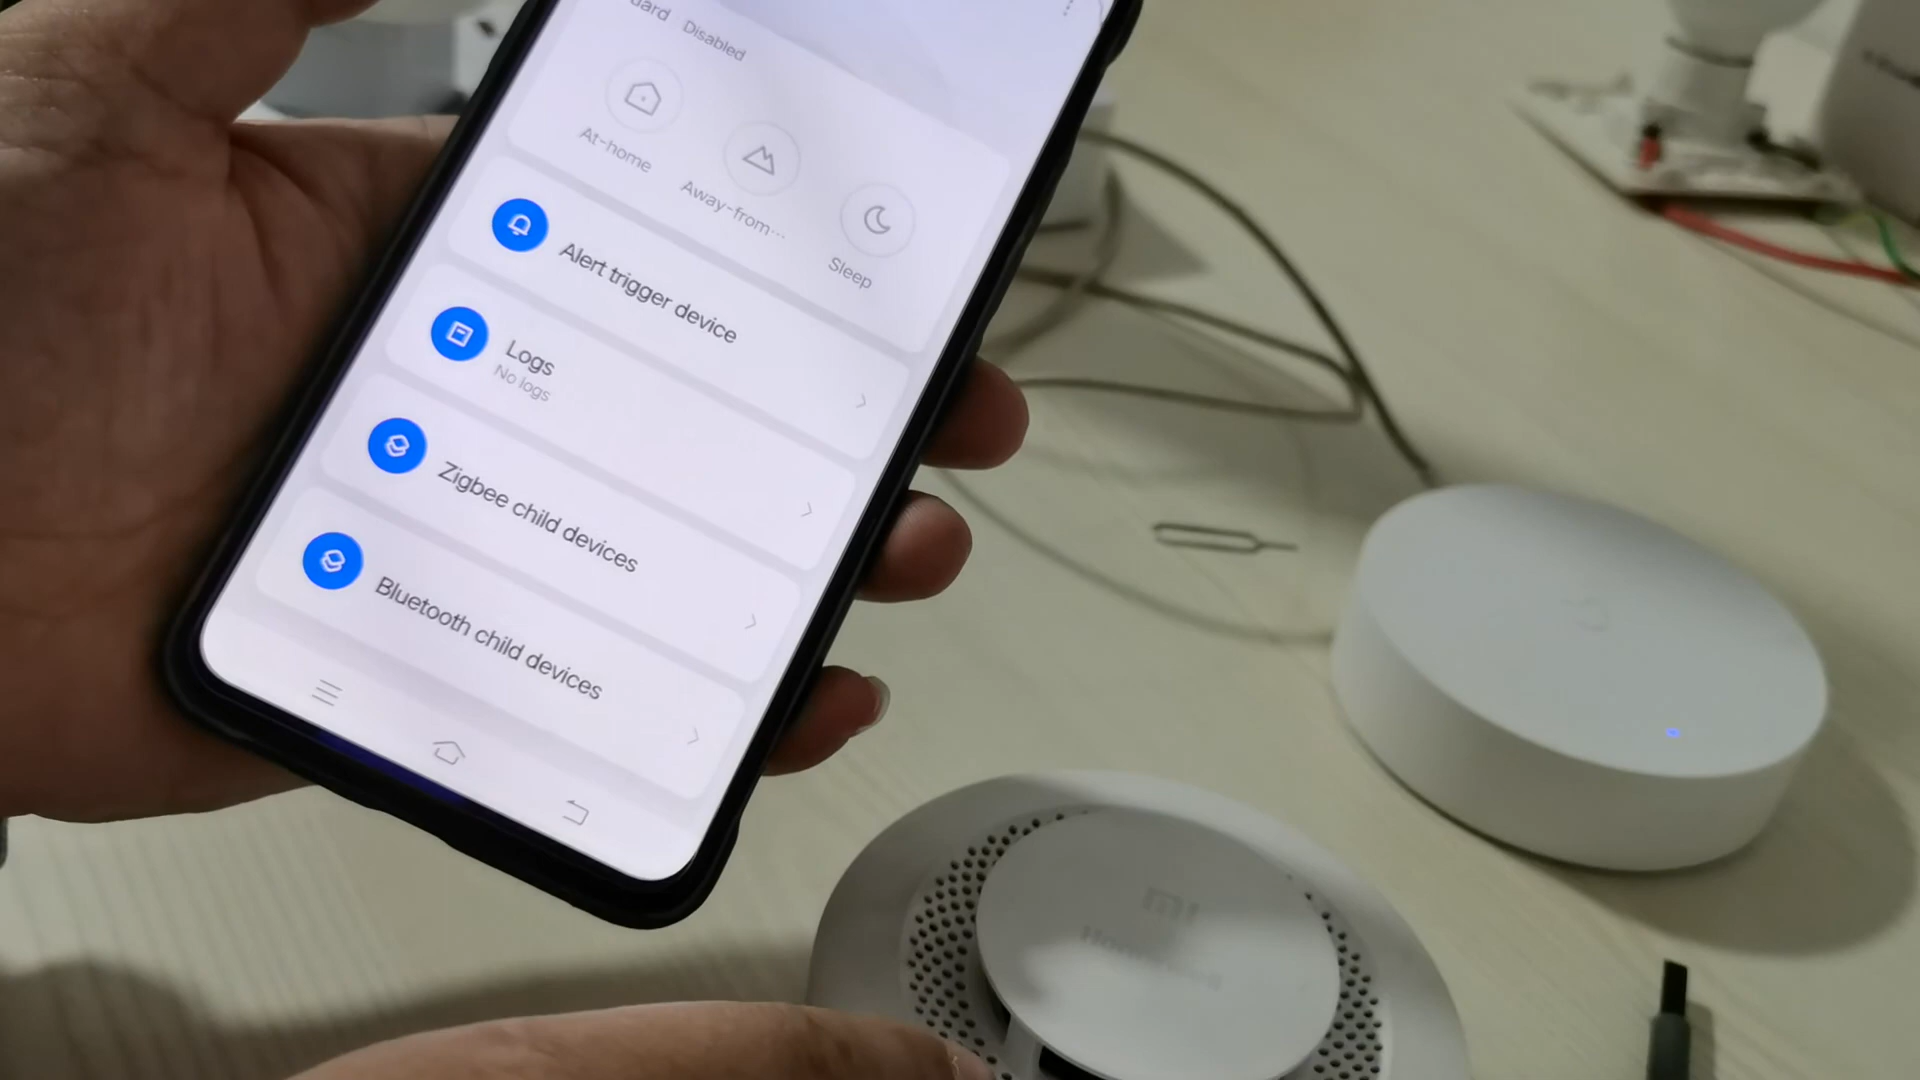 Disabled
At-home
Away-from...
Sleep
Alert trigger device
Logs
No logs
Zigbee child devices
Bluetooth child devices